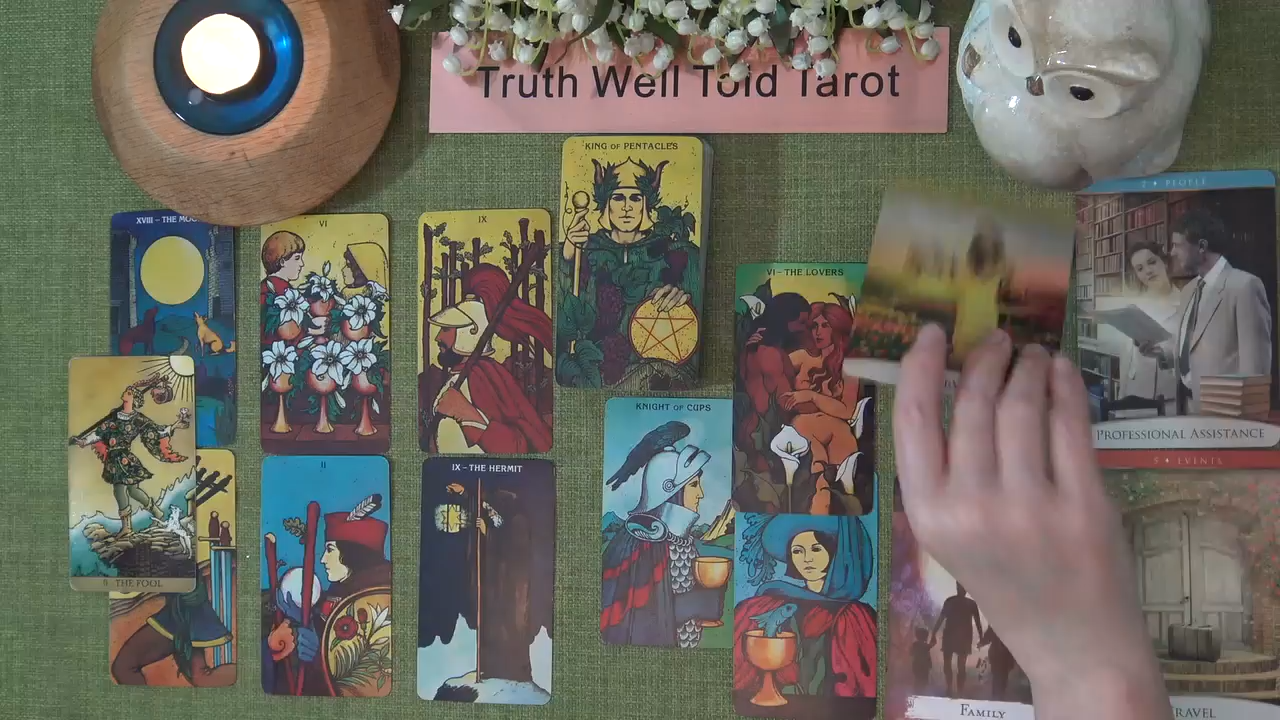 Truth Well Told Tarot
KING OF PENTACLES
2 • PEOPLE
XVIII – THE MOON
VI
IX
VI – THE LOVERS
KNIGHT OF CUPS
PROFESSIONAL ASSISTANCE
5 • EVENTS
II
IX – THE HERMIT
0 THE FOOL
FAMILY
TRAVEL